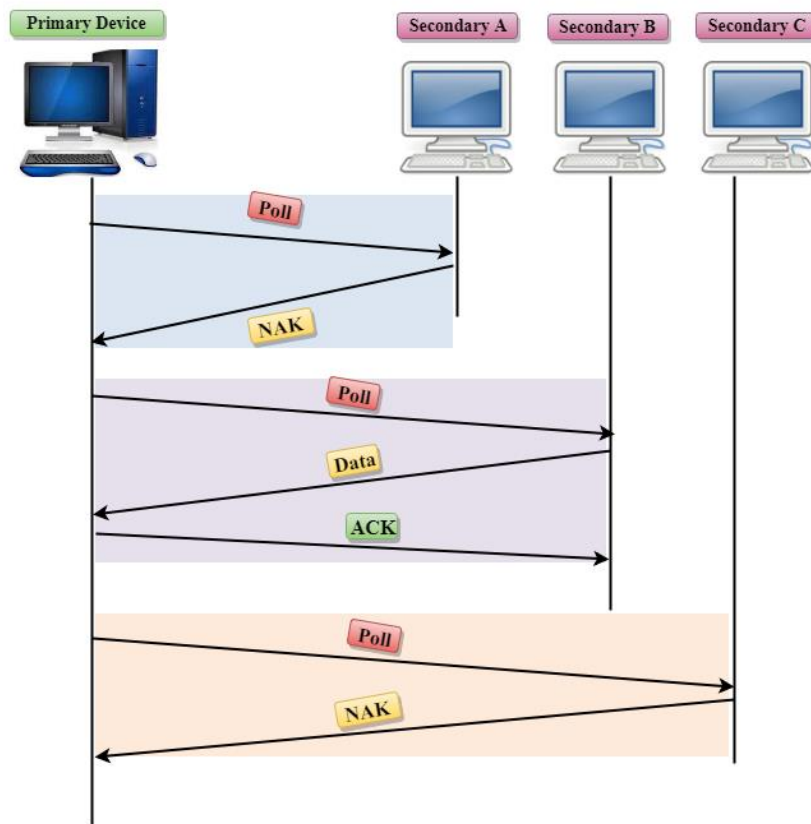 Primary Device
Secondary A
Secondary B
Secondary C
Poll
NAK
Poll
Data
ACK
Poll
NAK